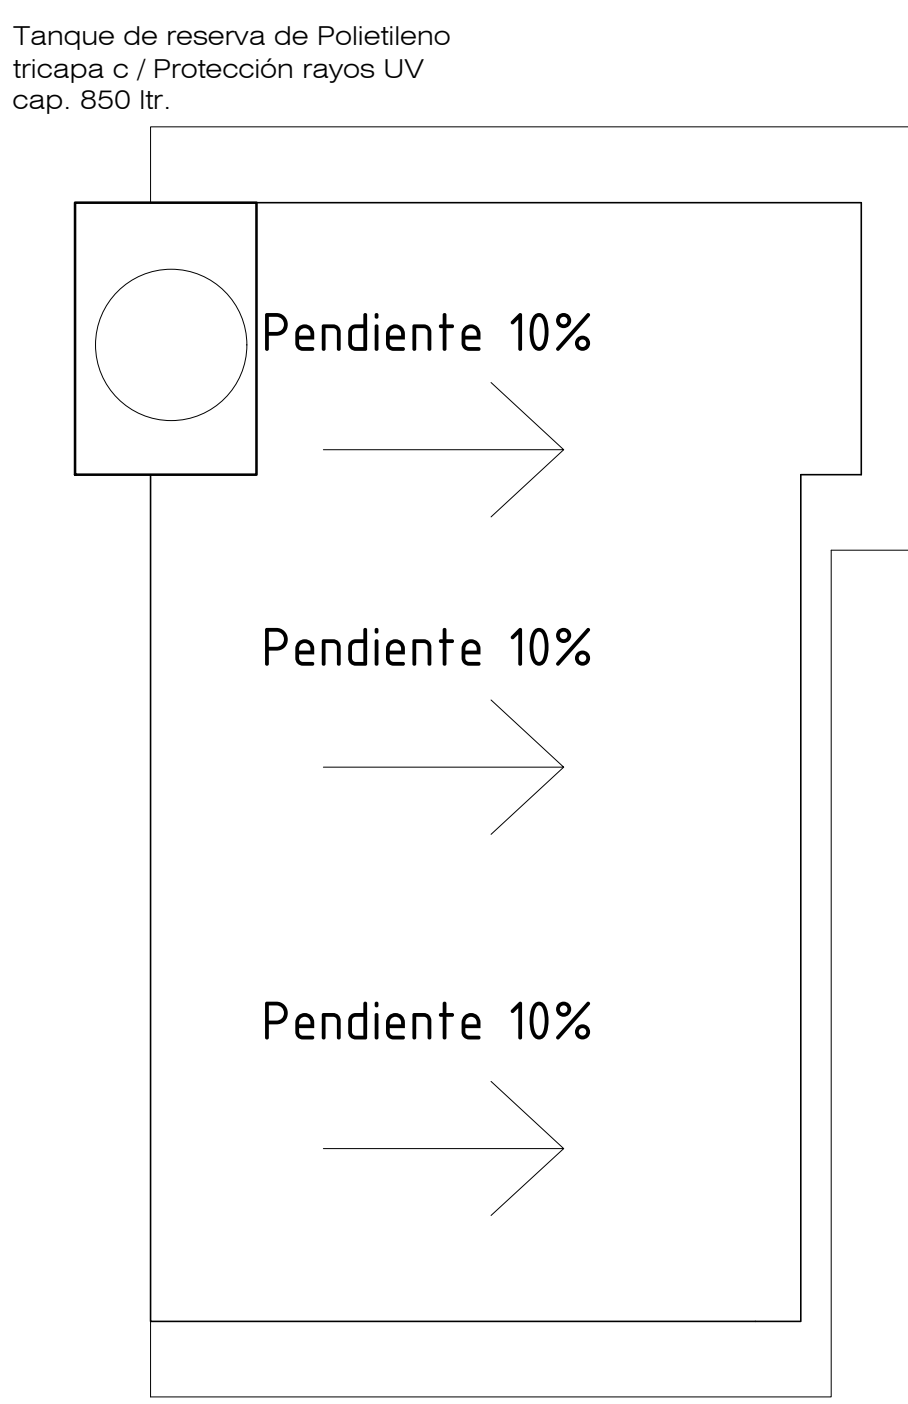 Tanque de reserva de Polietileno
tricapa c / Protección rayos UV
cap. 850 ltr.
Pendiente 10%
Pendiente 10%
Pendiente 10%